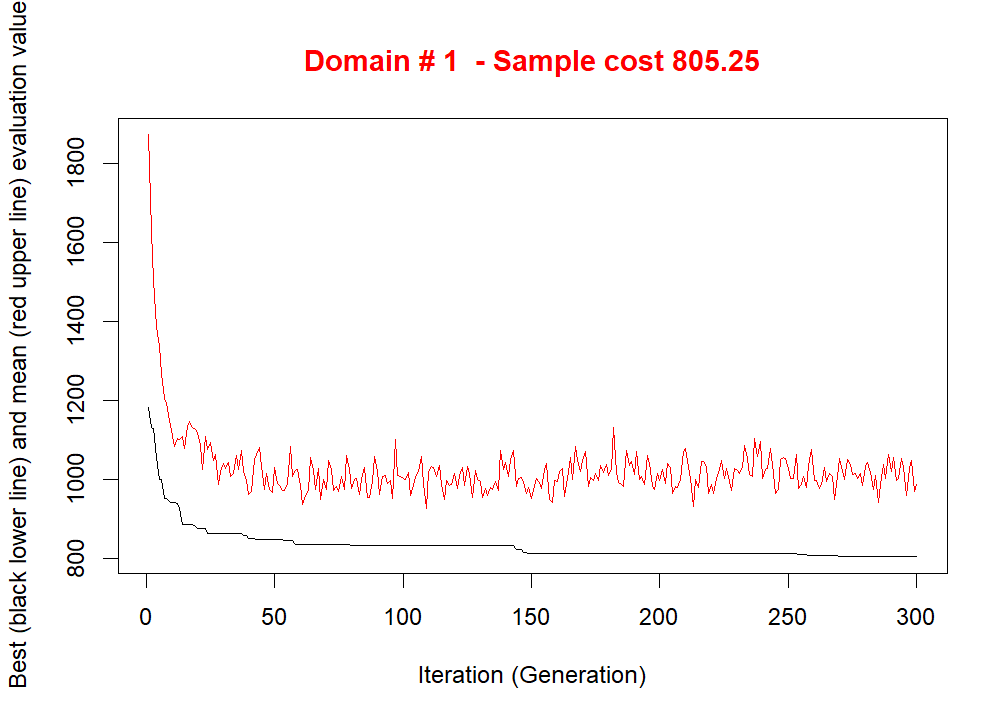 Domain # 1  - Sample cost 805.25
Best (black lower line) and mean (red upper line) evaluation value
1800
1600
1400
1200
1000
800
0 50 100 150 200 250 300
Iteration (Generation)